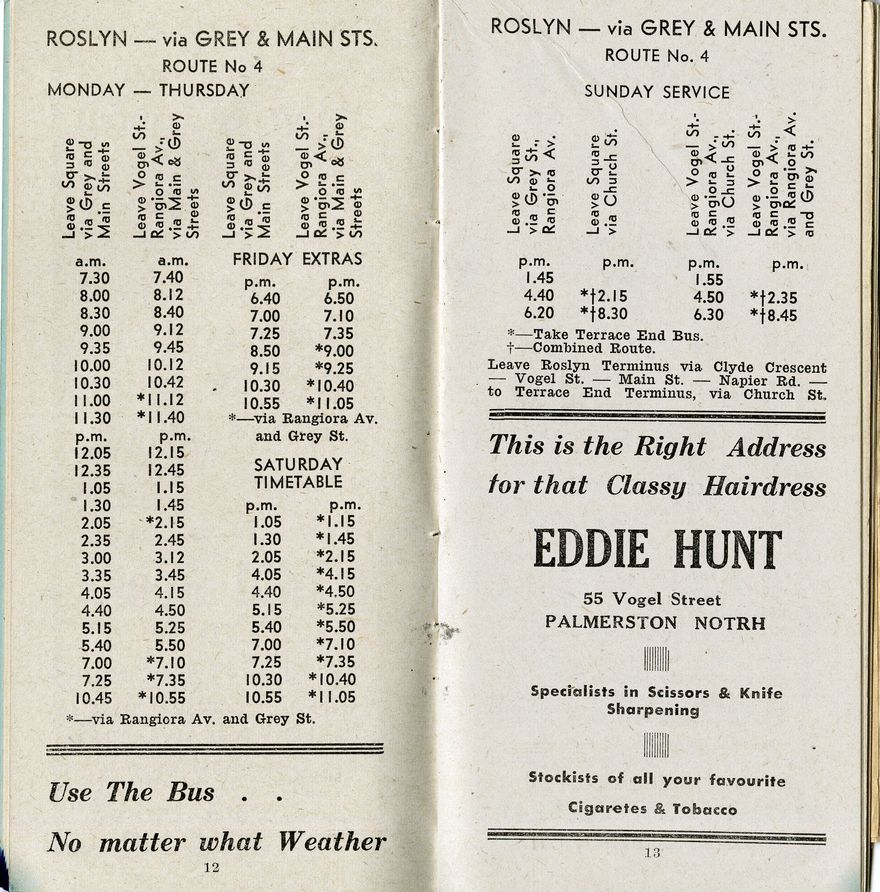 ROSLYN — via GREY & MAIN STS.
ROUTE No 4
MONDAY — THURSDAY
Leave Square
via Grey and
Main Streets
Leave Vogel St.-
Rangiora Av.,
via Main & Grey
Streets
a.m. a.m.
7.30 7.40
8.00 8.12
8.30 8.40
9.00 9.12
9.35 9.45
10.00 10.12
10.30 10.42
11.00 *11.12
11.30 *11.40
p.m. p.m.
12.05 12.15
12.35 12.45
1.05 1.15
1.30 1.45
2.05 *2.15
2.35 2.45
3.00 3.12
3.35 3.45
4.05 4.15
4.40 4.50
5.15 5.25
5.40 5.50
7.00 *7.10
7.25 *7.35
10.45 *10.55
*—via Rangiora Av. and Grey St.
Leave Square
via Grey and
Main Streets
Leave Vogel St.-
Rangiora Av.,
via Main & Grey
Streets
FRIDAY EXTRAS
p.m. p.m.
6.40 6.50
7.00 7.10
7.25 7.35
8.50 *9.00
9.15 *9.25
10.30 *10.40
10.55 *11.05
*—via Rangiora Av.
and Grey St.
SATURDAY
TIMETABLE
p.m. p.m.
1.05 *1.15
1.30 *1.45
2.05 *2.15
4.05 *4.15
4.40 *4.50
5.15 *5.25
5.40 *5.50
7.00 *7.10
7.25 *7.35
10.30 *10.40
10.55 *11.05
Use The Bus . .
No matter what Weather
12
ROSLYN — via GREY & MAIN STS.
ROUTE No. 4
SUNDAY SERVICE
Leave Square
via Grey St.,
Rangiora Av.
Leave Square
via Church St.
Leave Vogel St.-
Rangiora Av.,
via Church St.
Leave Vogel St.-
via Rangiora Av.
and Grey St.
p.m. p.m. p.m. p.m.
1.45 1.55
4.40 *†2.15 4.50 *†2.35
6.20 *†8.30 6.30 *†8.45
*—Take Terrace End Bus.
†—Combined Route.
Leave Roslyn Terminus via Clyde Crescent
— Vogel St. — Main St. — Napier Rd. —
to Terrace End Terminus, via Church St.
This is the Right Address
for that Classy Hairdress
EDDIE HUNT
55 Vogel Street
PALMERSTON NOTRH
Specialists in Scissors & Knife
Sharpening
Stockists of all your favourite
Cigaretes & Tobacco
13